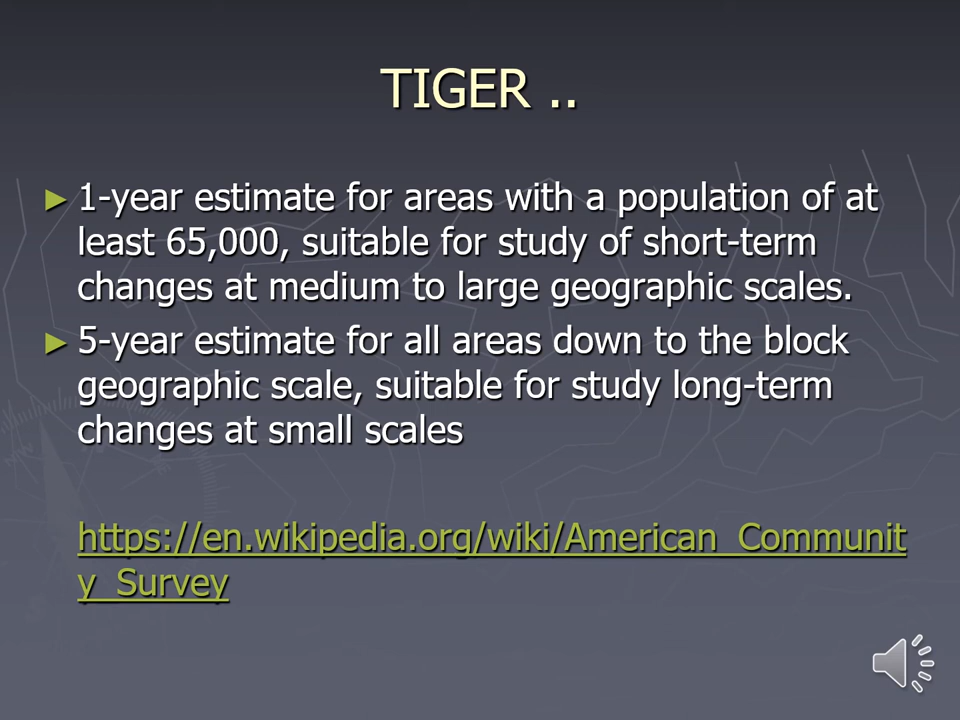 TIGER ..
► 1-year estimate for areas with a population of at
least 65,000, suitable for study of short-term
changes at medium to large geographic scales.
► 5-year estimate for all areas down to the block
geographic scale, suitable for study long-term
changes at small scales
https://en.wikipedia.org/wiki/American_Communit
y_Survey